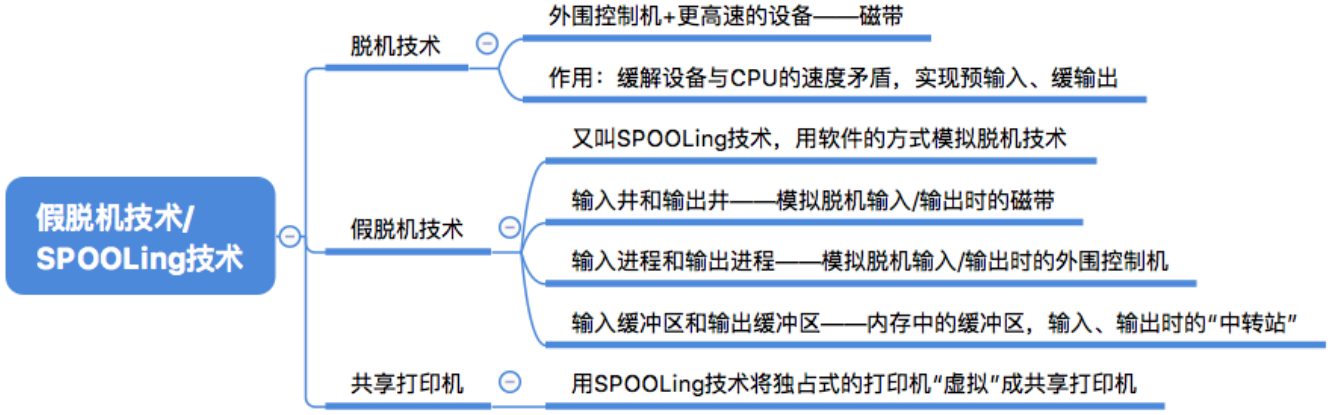 假脱机技术/
SPOOLing技术
脱机技术
外围控制机+更高速的设备——磁带
作用：缓解设备与CPU的速度矛盾，实现预输入、缓输出
假脱机技术
又叫SPOOLing技术，用软件的方式模拟脱机技术
输入井和输出井——模拟脱机输入/输出时的磁带
输入进程和输出进程——模拟脱机输入/输出时的外围控制机
输入缓冲区和输出缓冲区——内存中的缓冲区，输入、输出时的“中转站”
共享打印机
用SPOOLing技术将独占式的打印机“虚拟”成共享打印机